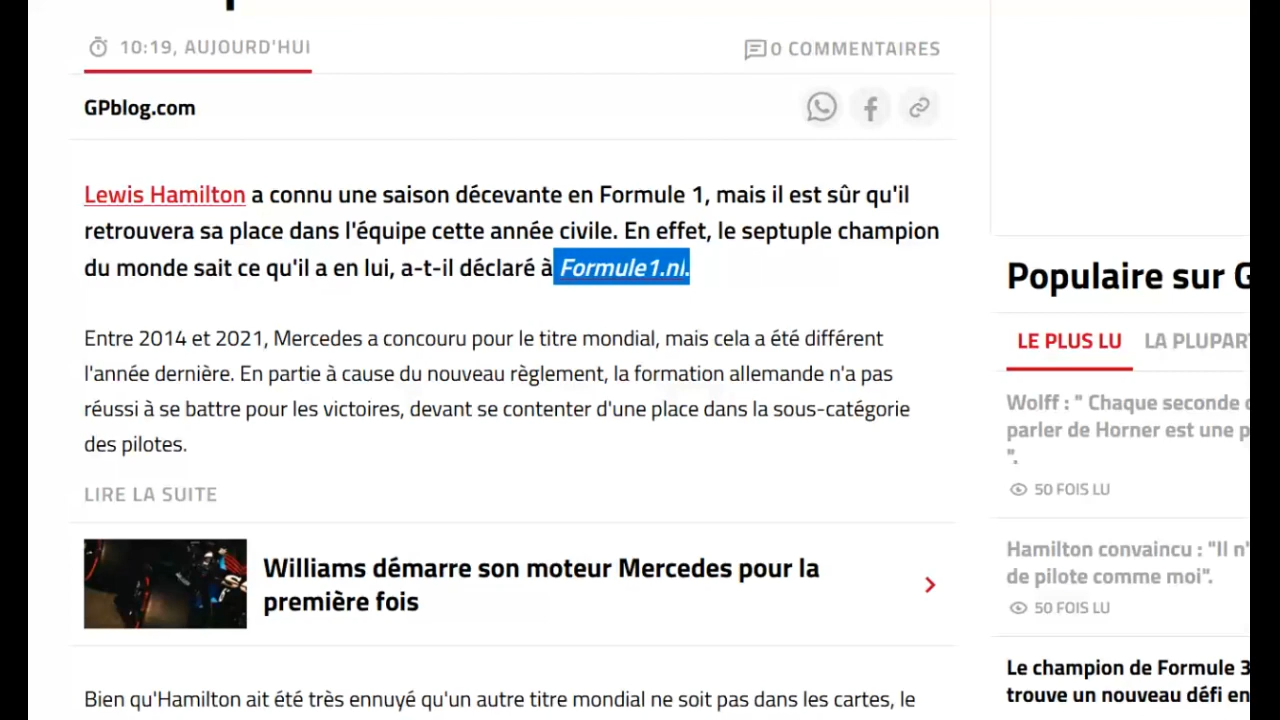 10:19, AUJOURD'HUI
0 COMMENTAIRES
GPblog.com
Lewis Hamilton a connu une saison décevante en Formule 1, mais il est sûr qu'il
retrouvera sa place dans l'équipe cette année civile. En effet, le septuple champion
du monde sait ce qu'il a en lui, a-t-il déclaré à Formule1.nl.
Entre 2014 et 2021, Mercedes a concouru pour le titre mondial, mais cela a été différent
l'année dernière. En partie à cause du nouveau règlement, la formation allemande n'a pas
réussi à se battre pour les victoires, devant se contenter d'une place dans la sous-catégorie
des pilotes.
LIRE LA SUITE
Williams démarre son moteur Mercedes pour la
première fois
Bien qu'Hamilton ait été très ennuyé qu'un autre titre mondial ne soit pas dans les cartes, le
Populaire sur G
LE PLUS LU LA PLUPAR
Wolff : " Chaque seconde
parler de Horner est une p
".
50 FOIS LU
Hamilton convaincu : "Il n'
de pilote comme moi".
50 FOIS LU
Le champion de Formule 3
trouve un nouveau défi en